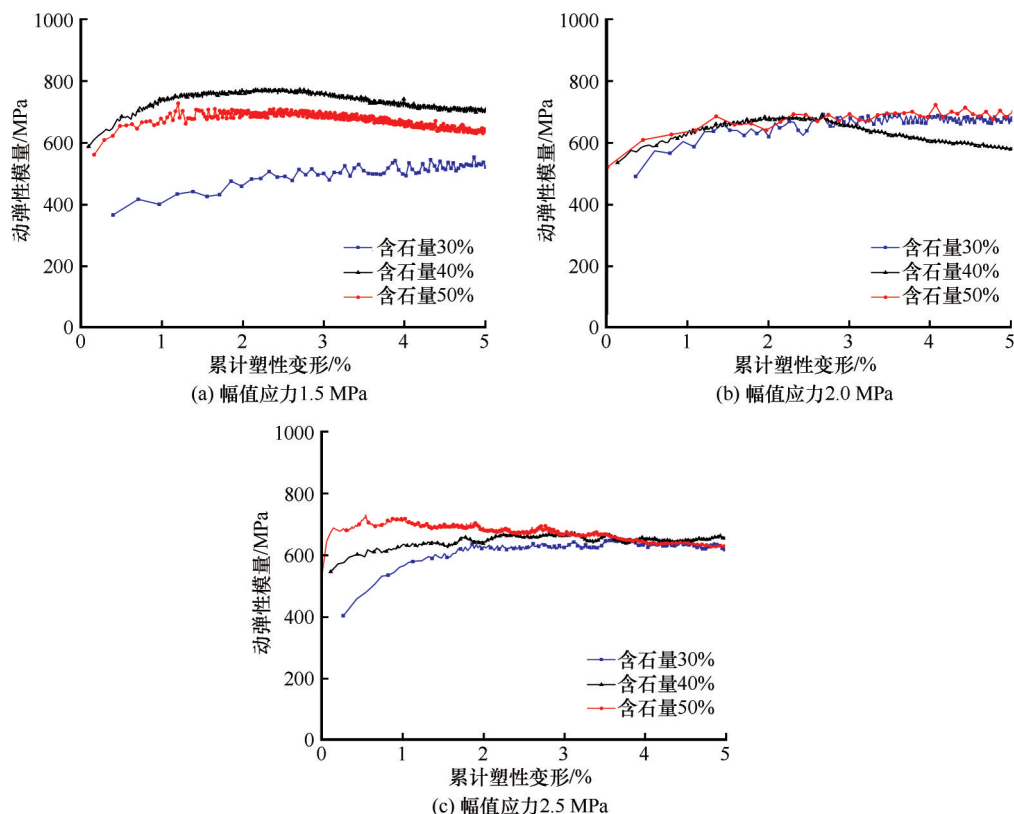 1000
800
600
400
200
0
动弹性模量/MPa
含石量30%
含石量40%
含石量50%
0 1 2 3 4 5
累计塑性变形/%
(a) 幅值应力1.5 MPa
1000
800
600
400
200
0
动弹性模量/MPa
含石量30%
含石量40%
含石量50%
0 1 2 3 4 5
累计塑性变形/%
(b) 幅值应力2.0 MPa
1000
800
600
400
200
0
动弹性模量/MPa
含石量30%
含石量40%
含石量50%
0 1 2 3 4 5
累计塑性变形/%
(c) 幅值应力2.5 MPa